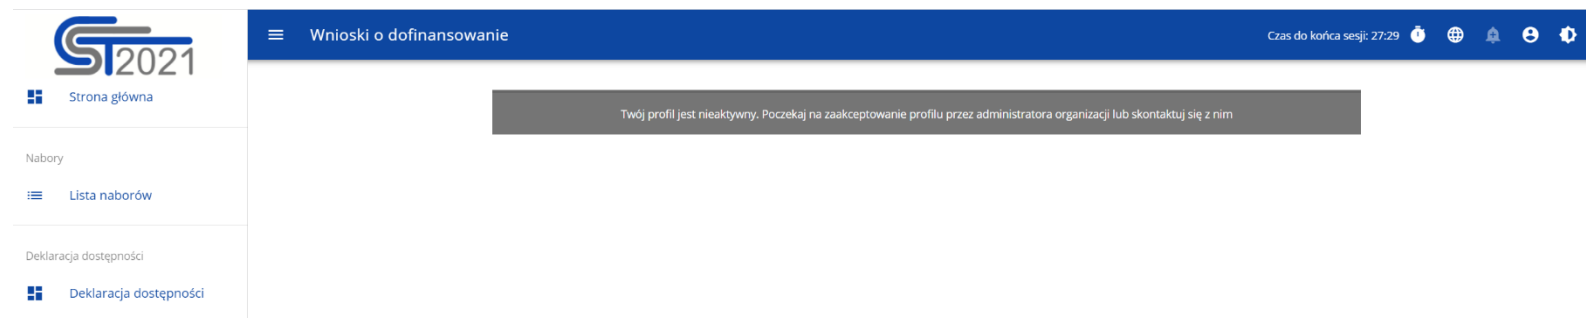 CST2021
Wnioski o dofinansowanie
Czas do końca sesji: 27:29
Strona główna
Twój profil jest nieaktywny. Poczekaj na zaakceptowanie profilu przez administratora organizacji lub skontaktuj się z nim
Nabory
Lista naborów
Deklaracja dostępności
Deklaracja dostępności